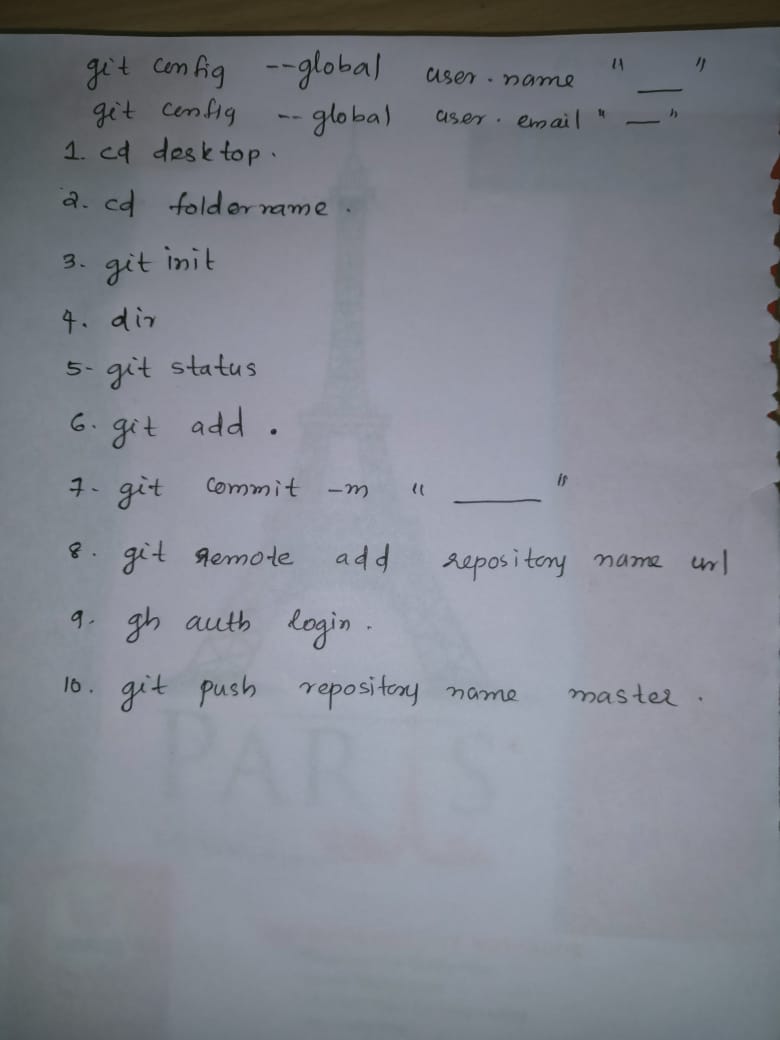 git config --global user.name "___"
git config --global user.email "__"
1. cd desktop.
2. cd foldername.
3. git init
4. dir
5- git status
6. git add .
7- git commit -m "_____"
8. git remote add repository name url
9. gh auth login.
10. git push repository name master.
PARIS